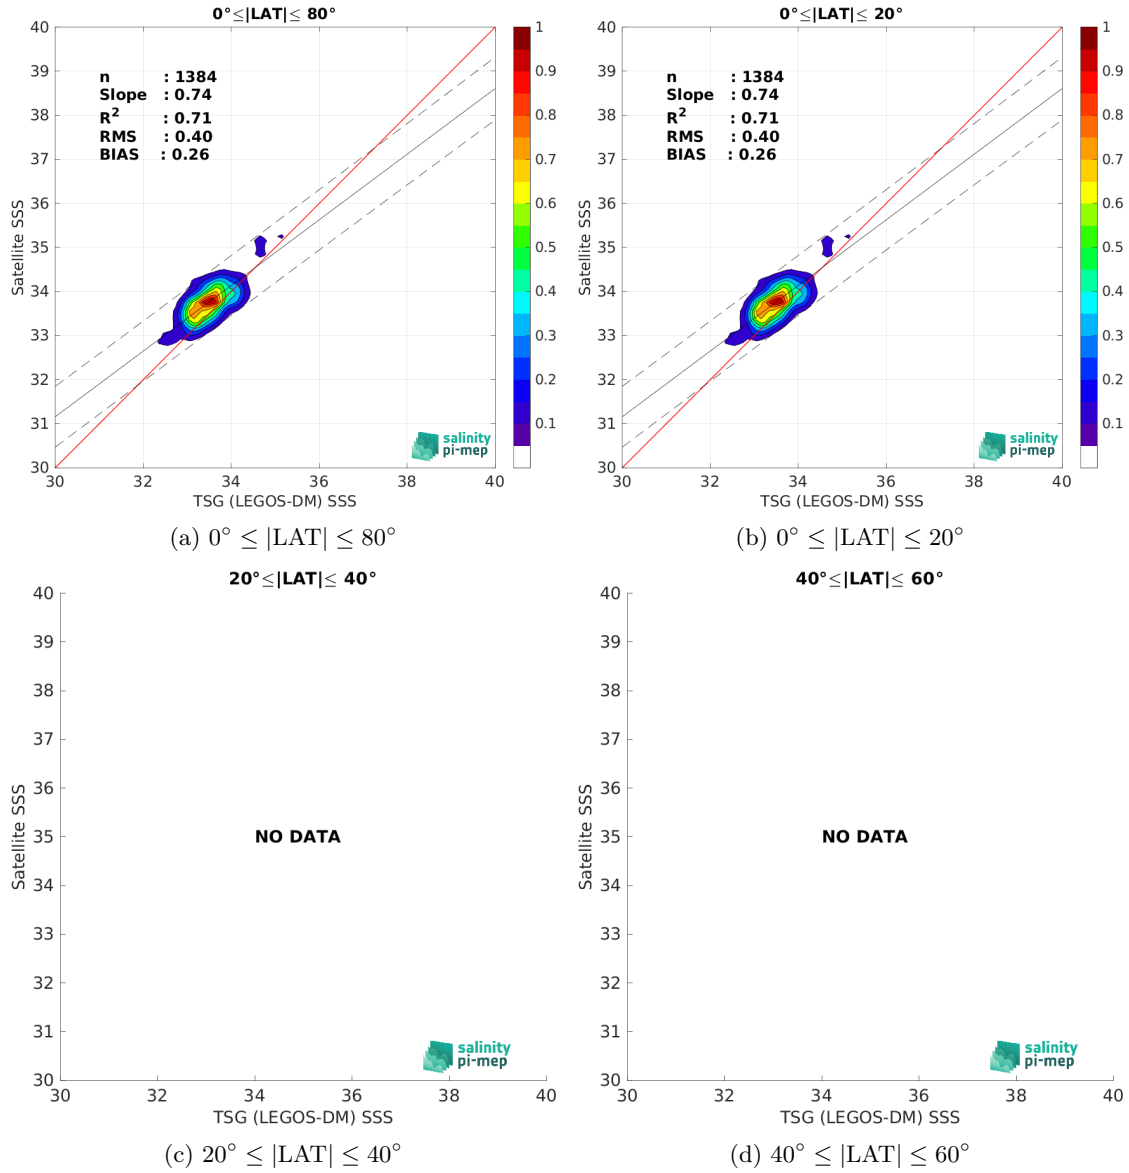 0°≤|LAT|≤ 80°
n : 1384
Slope : 0.74
R² : 0.71
RMS : 0.40
BIAS : 0.26
40
39
38
37
36
35
34
33
32
31
30
Satellite SSS
30
32
34
36
38
40
TSG (LEGOS-DM) SSS
1
0.9
0.8
0.7
0.6
0.5
0.4
0.3
0.2
0.1
salinity
pi-mep
(a) 0° ≤ |LAT| ≤ 80°
0°≤|LAT|≤ 20°
n : 1384
Slope : 0.74
R² : 0.71
RMS : 0.40
BIAS : 0.26
40
39
38
37
36
35
34
33
32
31
30
Satellite SSS
30
32
34
36
38
40
TSG (LEGOS-DM) SSS
1
0.9
0.8
0.7
0.6
0.5
0.4
0.3
0.2
0.1
salinity
pi-mep
(b) 0° ≤ |LAT| ≤ 20°
20°≤|LAT|≤ 40°
40
39
38
37
36
35
34
33
32
31
30
Satellite SSS
NO DATA
30
32
34
36
38
40
TSG (LEGOS-DM) SSS
salinity
pi-mep
(c) 20° ≤ |LAT| ≤ 40°
40°≤|LAT|≤ 60°
40
39
38
37
36
35
34
33
32
31
30
Satellite SSS
NO DATA
30
32
34
36
38
40
TSG (LEGOS-DM) SSS
salinity
pi-mep
(d) 40° ≤ |LAT| ≤ 60°